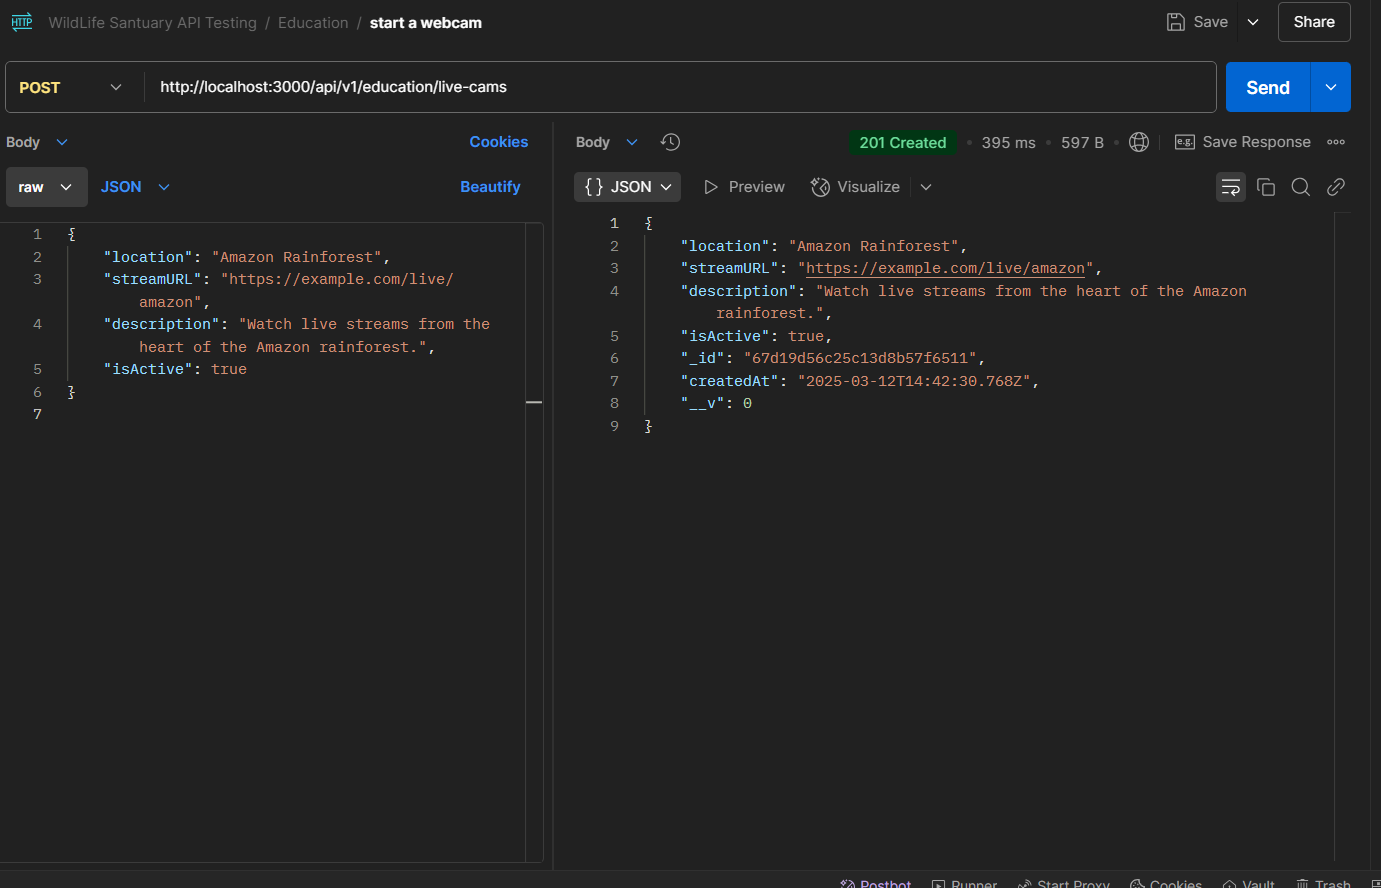 HTTP WildLife Santuary API Testing / Education / start a webcam Save Share
POST http://localhost:3000/api/v1/education/live-cams Send
Body Cookies
raw JSON Beautify
1 {
2 "location": "Amazon Rainforest",
3 "streamURL": "https://example.com/live/
amazon",
4 "description": "Watch live streams from the
heart of the Amazon rainforest.",
5 "isActive": true
6 }
7
Body 201 Created • 395 ms • 597 B • e.g. Save Response
{} JSON Preview Visualize
1 {
2 "location": "Amazon Rainforest",
3 "streamURL": "https://example.com/live/amazon",
4 "description": "Watch live streams from the heart of the Amazon
rainforest.",
5 "isActive": true,
6 "_id": "67d19d56c25c13d8b57f6511",
7 "createdAt": "2025-03-12T14:42:30.768Z",
8 "__v": 0
9 }
Postbot Runner Start Proxy Cookies Vault Trash